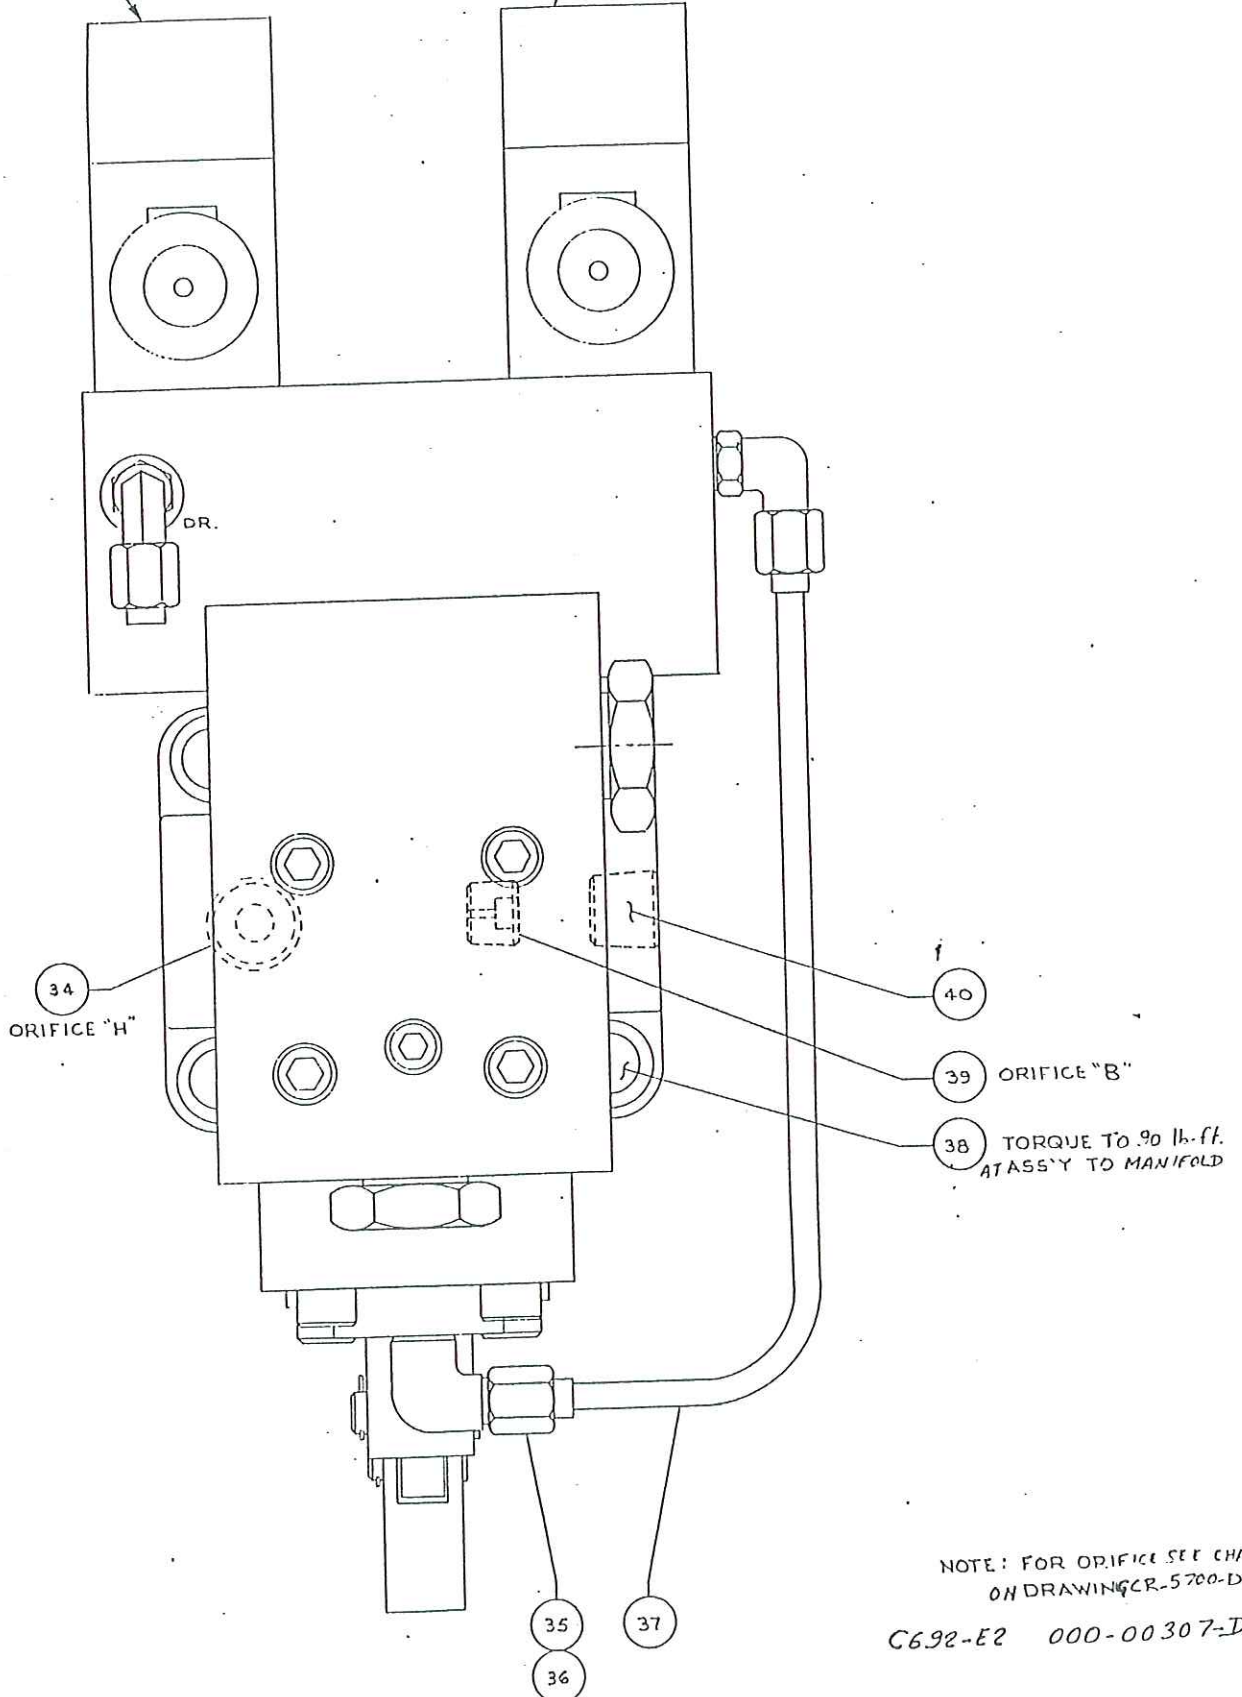 DR.
34
ORIFICE "H"
40
39 ORIFICE "B"
38 TORQUE TO 90 lb-ft.
AT ASS'Y TO MANIFOLD
35
37
36
NOTE: FOR ORIFICE SEE
ON DRAWING CR-5700-D
C692-E2 000-00307-D